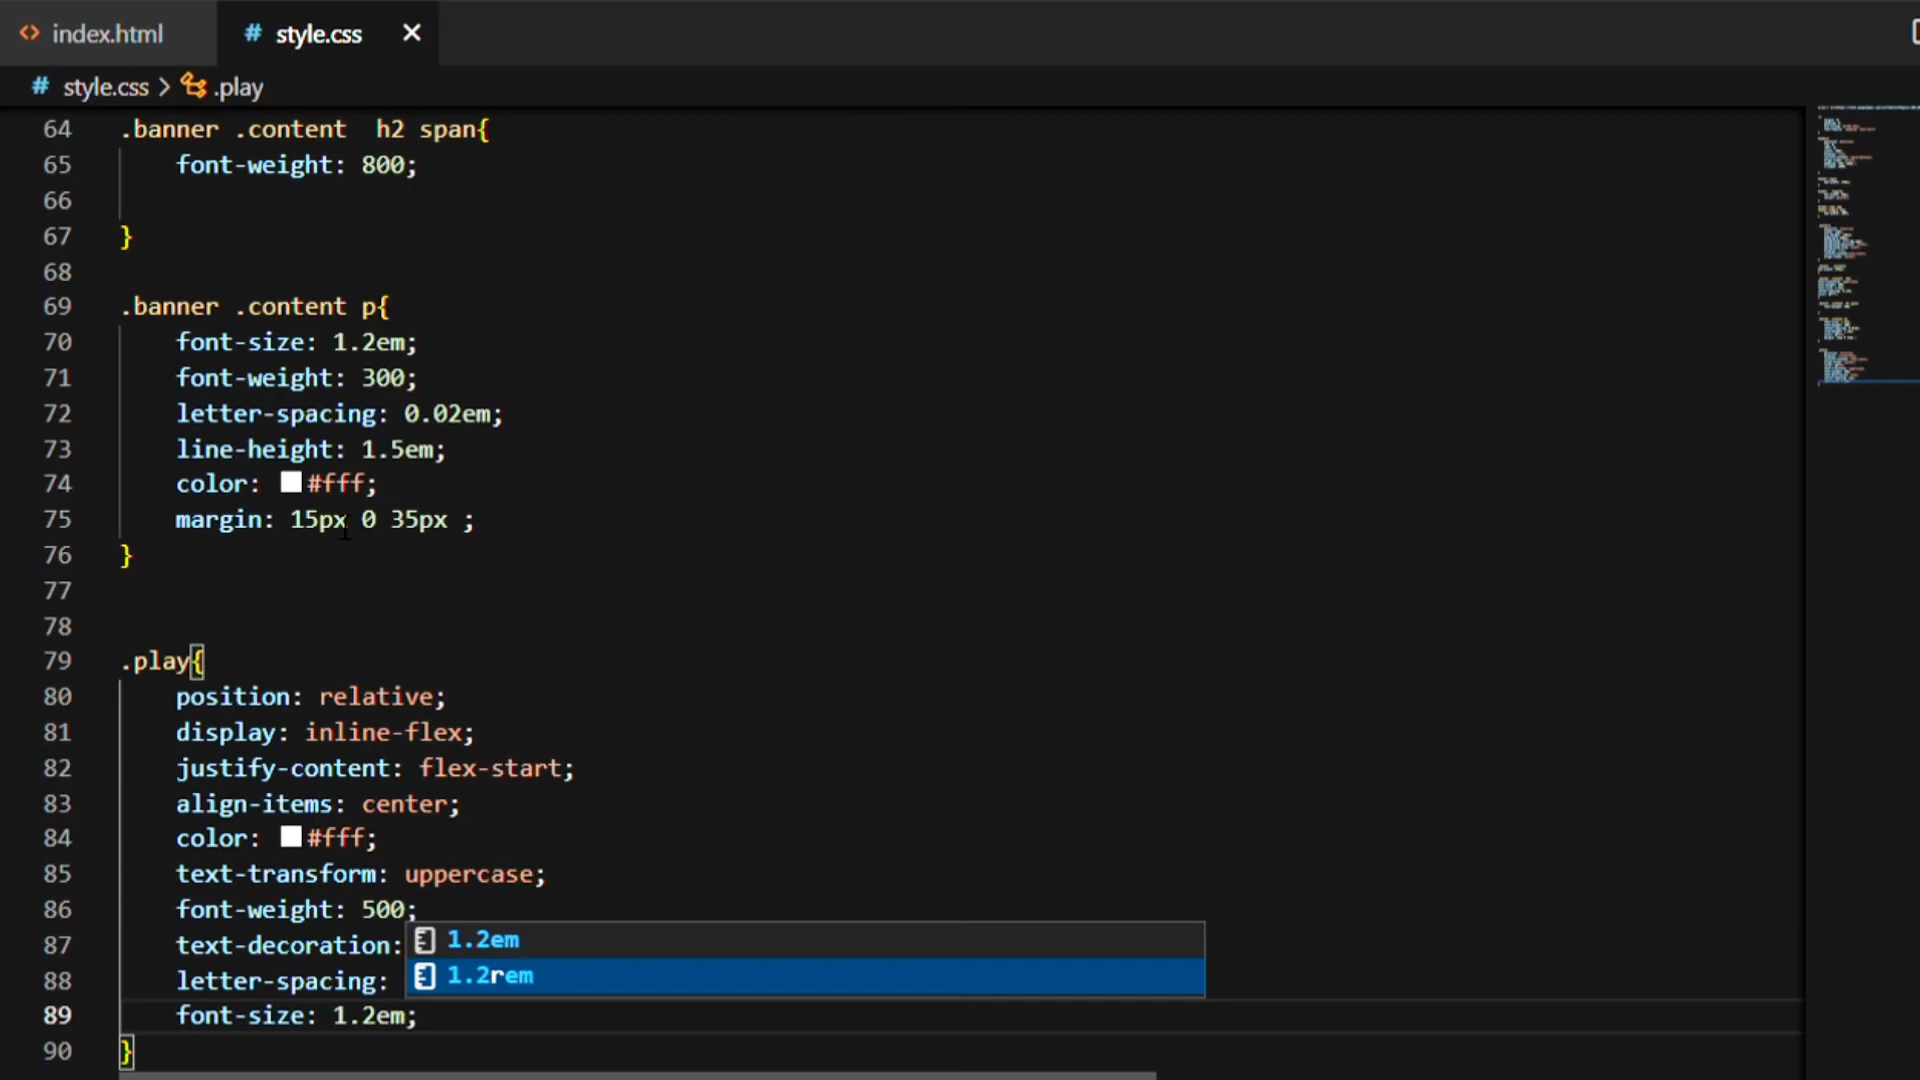 index.html
# style.css
# style.css > .play
64 .banner .content  h2 span{
65 font-weight: 800;
66
67 }
68
69 .banner .content p{
70 font-size: 1.2em;
71 font-weight: 300;
72 letter-spacing: 0.02em;
73 line-height: 1.5em;
74 color: #fff;
75 margin: 15px 0 35px ;
76 }
77
78
79 .play{
80 position: relative;
81 display: inline-flex;
82 justify-content: flex-start;
83 align-items: center;
84 color: #fff;
85 text-transform: uppercase;
86 font-weight: 500;
87 text-decoration:
1.2em
88 letter-spacing:
1.2rem
89 font-size: 1.2em;
90 }